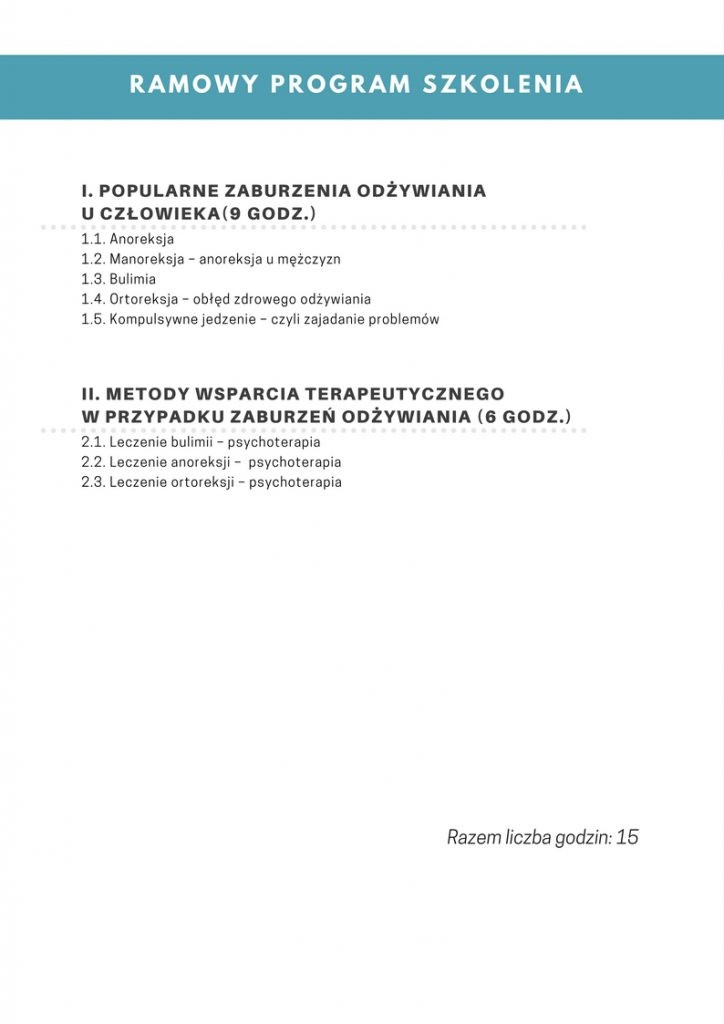 RAMOWY PROGRAM SZKOLENIA
I. POPULARNE ZABURZENIA ODŻYWIANIA
U CZŁOWIEKA(9 GODZ.)
1.1. Anoreksja
1.2. Manoreksja – anoreksja u mężczyzn
1.3. Bulimia
1.4. Ortoreksja – obłęd zdrowego odżywiania
1.5. Kompulsywne jedzenie – czyli zajadanie problemów
II. METODY WSPARCIA TERAPEUTYCZNEGO
W PRZYPADKU ZABURZEŃ ODŻYWIANIA (6 GODZ.)
2.1. Leczenie bulimii – psychoterapia
2.2. Leczenie anoreksji –  psychoterapia
2.3. Leczenie ortoreksji – psychoterapia
Razem liczba godzin: 15